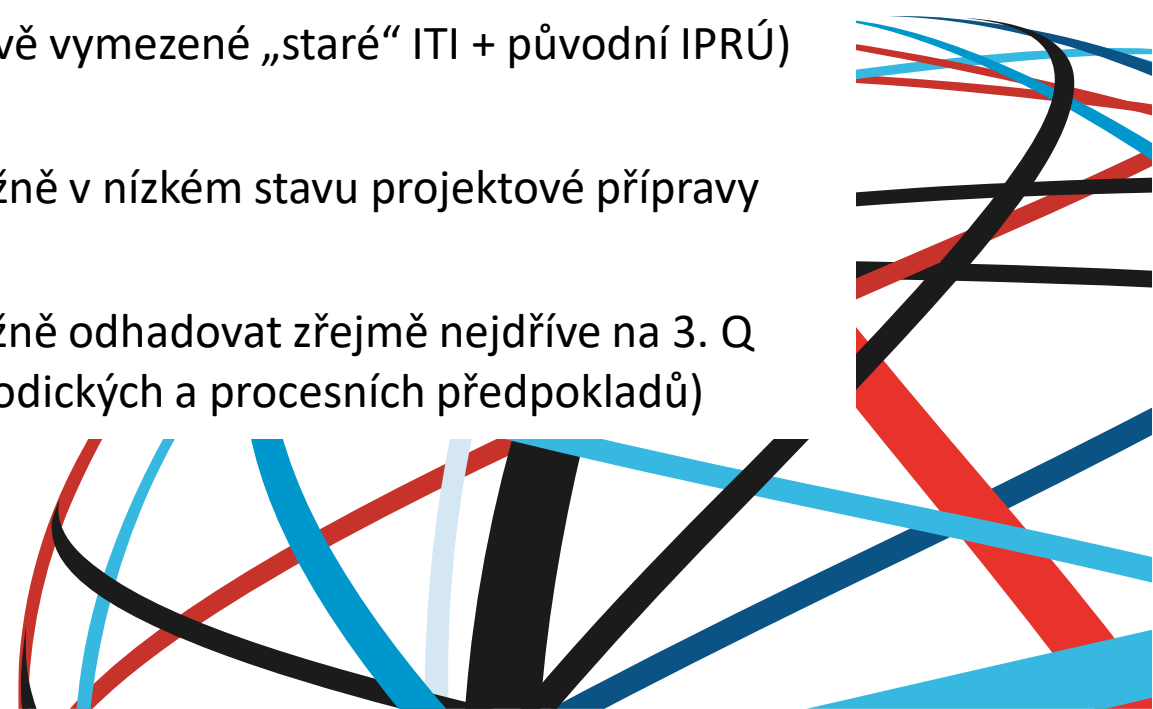 vě vymezené „staré“ ITI + původní IPRÚ)
žně v nízkém stavu projektové přípravy
žně odhadovat zřejmě nejdříve na 3. Q
odických a procesních předpokladů)